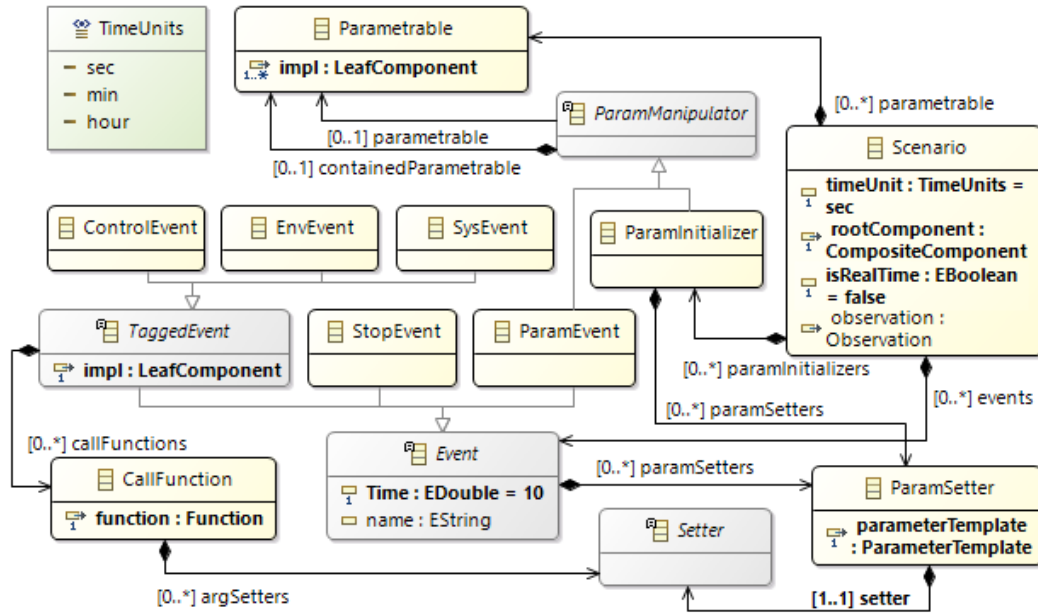 TimeUnits
sec
min
hour
Parametrable
1..* impl : LeafComponent
[0..*] parametrable
ParamManipulator
[0..1] parametrable
[0..1] containedParametrable
Scenario
1 timeUnit : TimeUnits =
sec
1 rootComponent :
CompositeComponent
1 isRealTime : EBoolean
= false
observation :
Observation
ControlEvent
EnvEvent
SysEvent
ParamInitializer
TaggedEvent
1 impl : LeafComponent
StopEvent
ParamEvent
[0..*] paramInitializers
[0..*] events
[0..*] paramSetters
[0..*] callFunctions
CallFunction
1 function : Function
Event
1 Time : EDouble = 10
name : EString
[0..*] paramSetters
ParamSetter
1 parameterTemplate
: ParameterTemplate
Setter
[0..*] argSetters
[1..1] setter